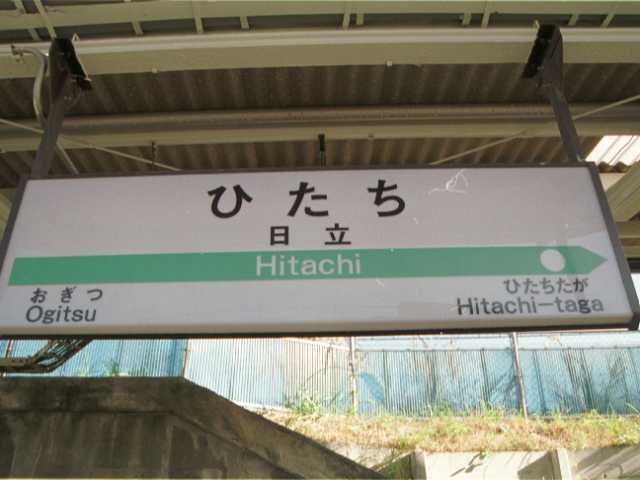 ひたち
日立
Hitachi
おぎつ
Ogitsu
ひたちたが
Hitachi-taga